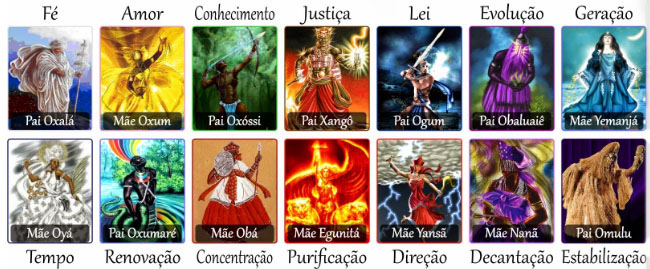 Fé Amor Conhecimento Justiça Lei Evolução Geração
Pai Oxalá Mãe Oxum Pai Oxóssi Pai Xangô Pai Ogum Pai Obaluaiê Mãe Yemanjá
Mãe Oyá Pai Oxumaré Mãe Obá Mãe Egunitá Mãe Yansã Mãe Nanã Pai Omulu
Tempo Renovação Concentração Purificação Direção Decantação Estabilização